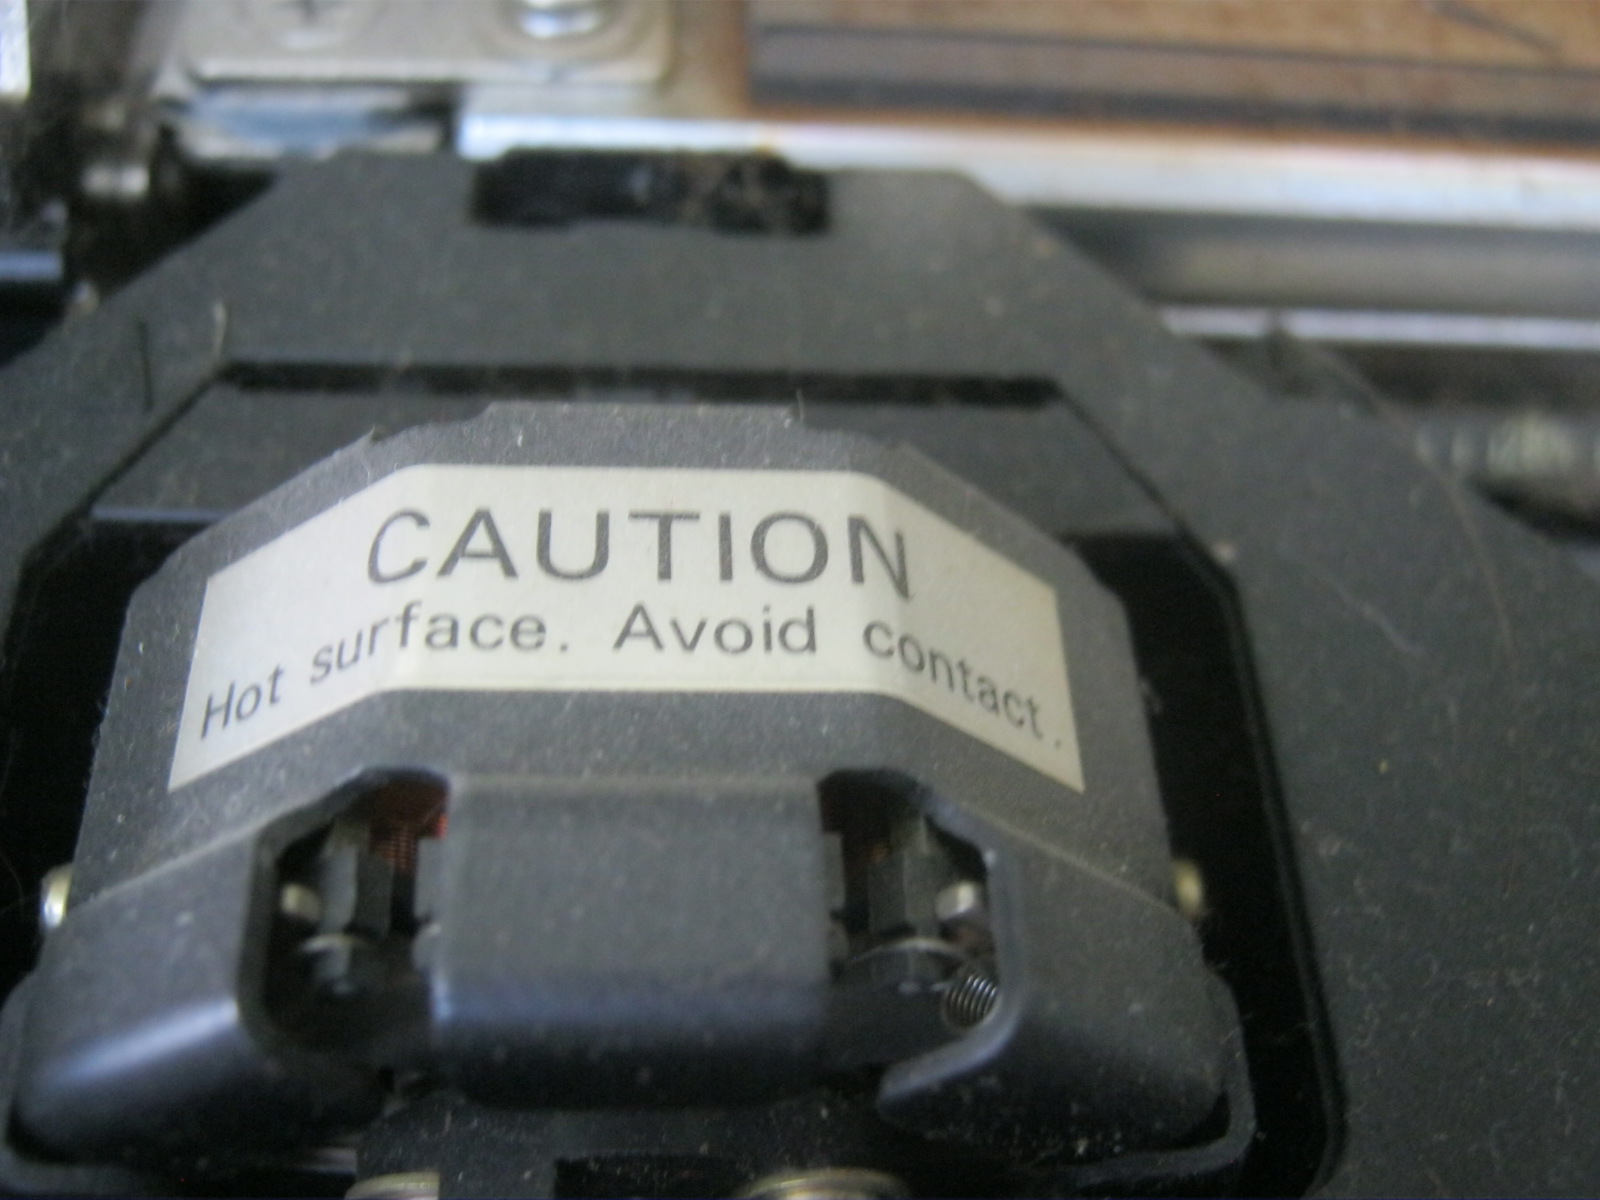 CAUTION
Hot surface. Avoid contact.